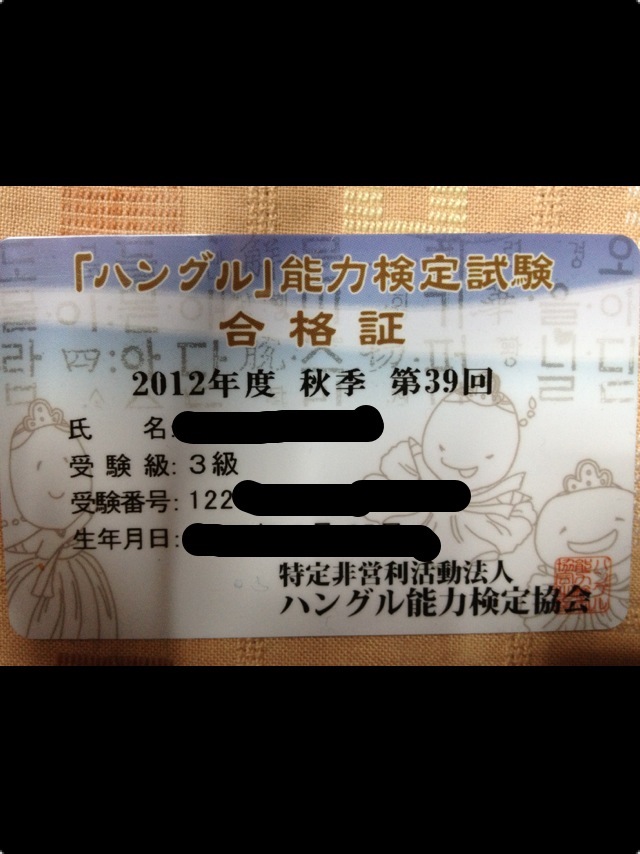 「ハングル」能力検定試験
合格証
2012年度 秋季 第39回
氏 名:
受験級: 3級
受験番号: 122
生年月日:
特定非営利活動法人
ハングル能力検定協会